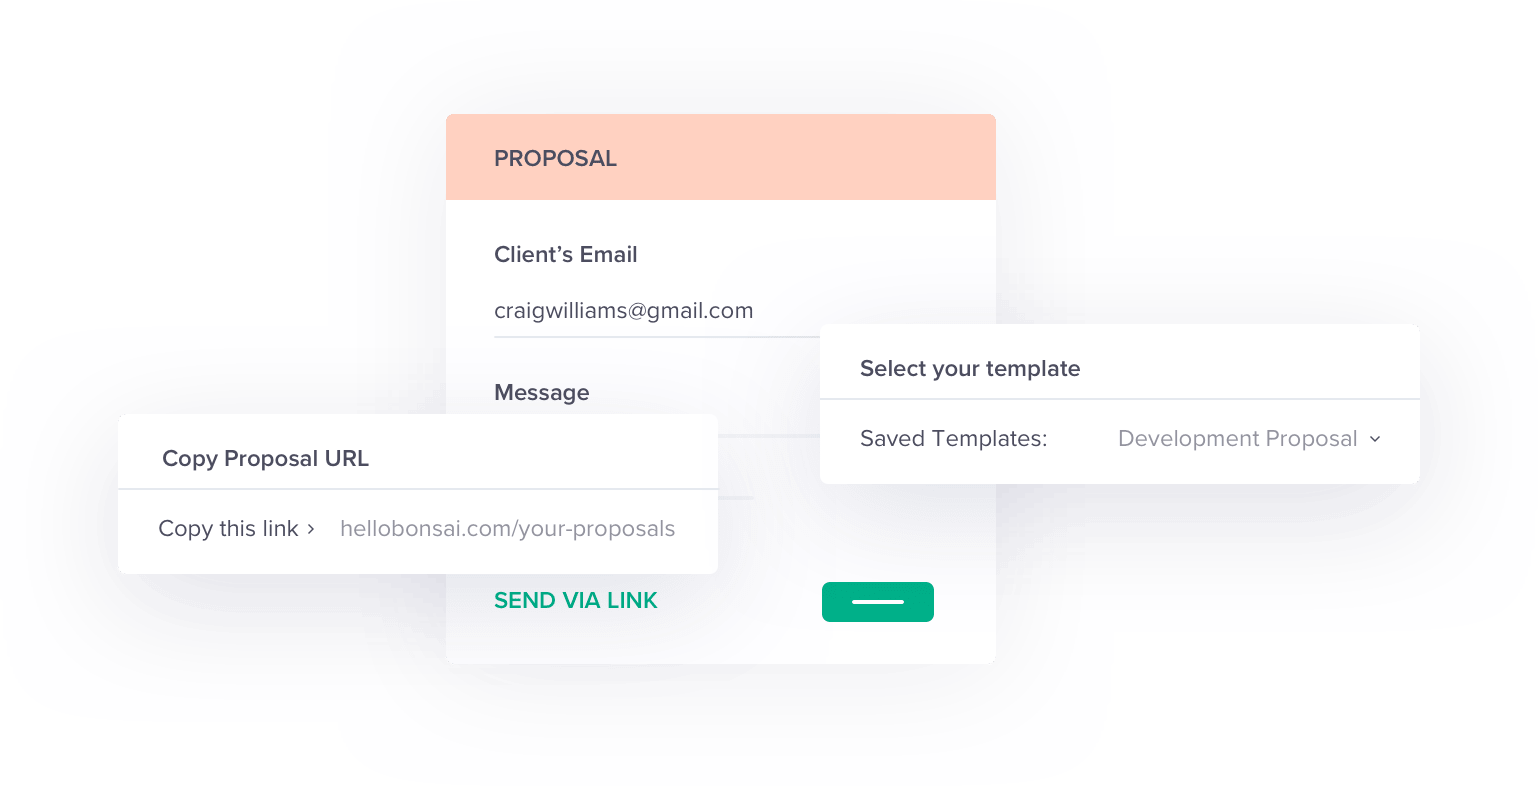 PROPOSAL
Client’s Email
craigwilliams@gmail.com
Message
Select your template
Saved Templates: Development Proposal
Copy Proposal URL
Copy this link › hellobonsai.com/your-proposals
SEND VIA LINK